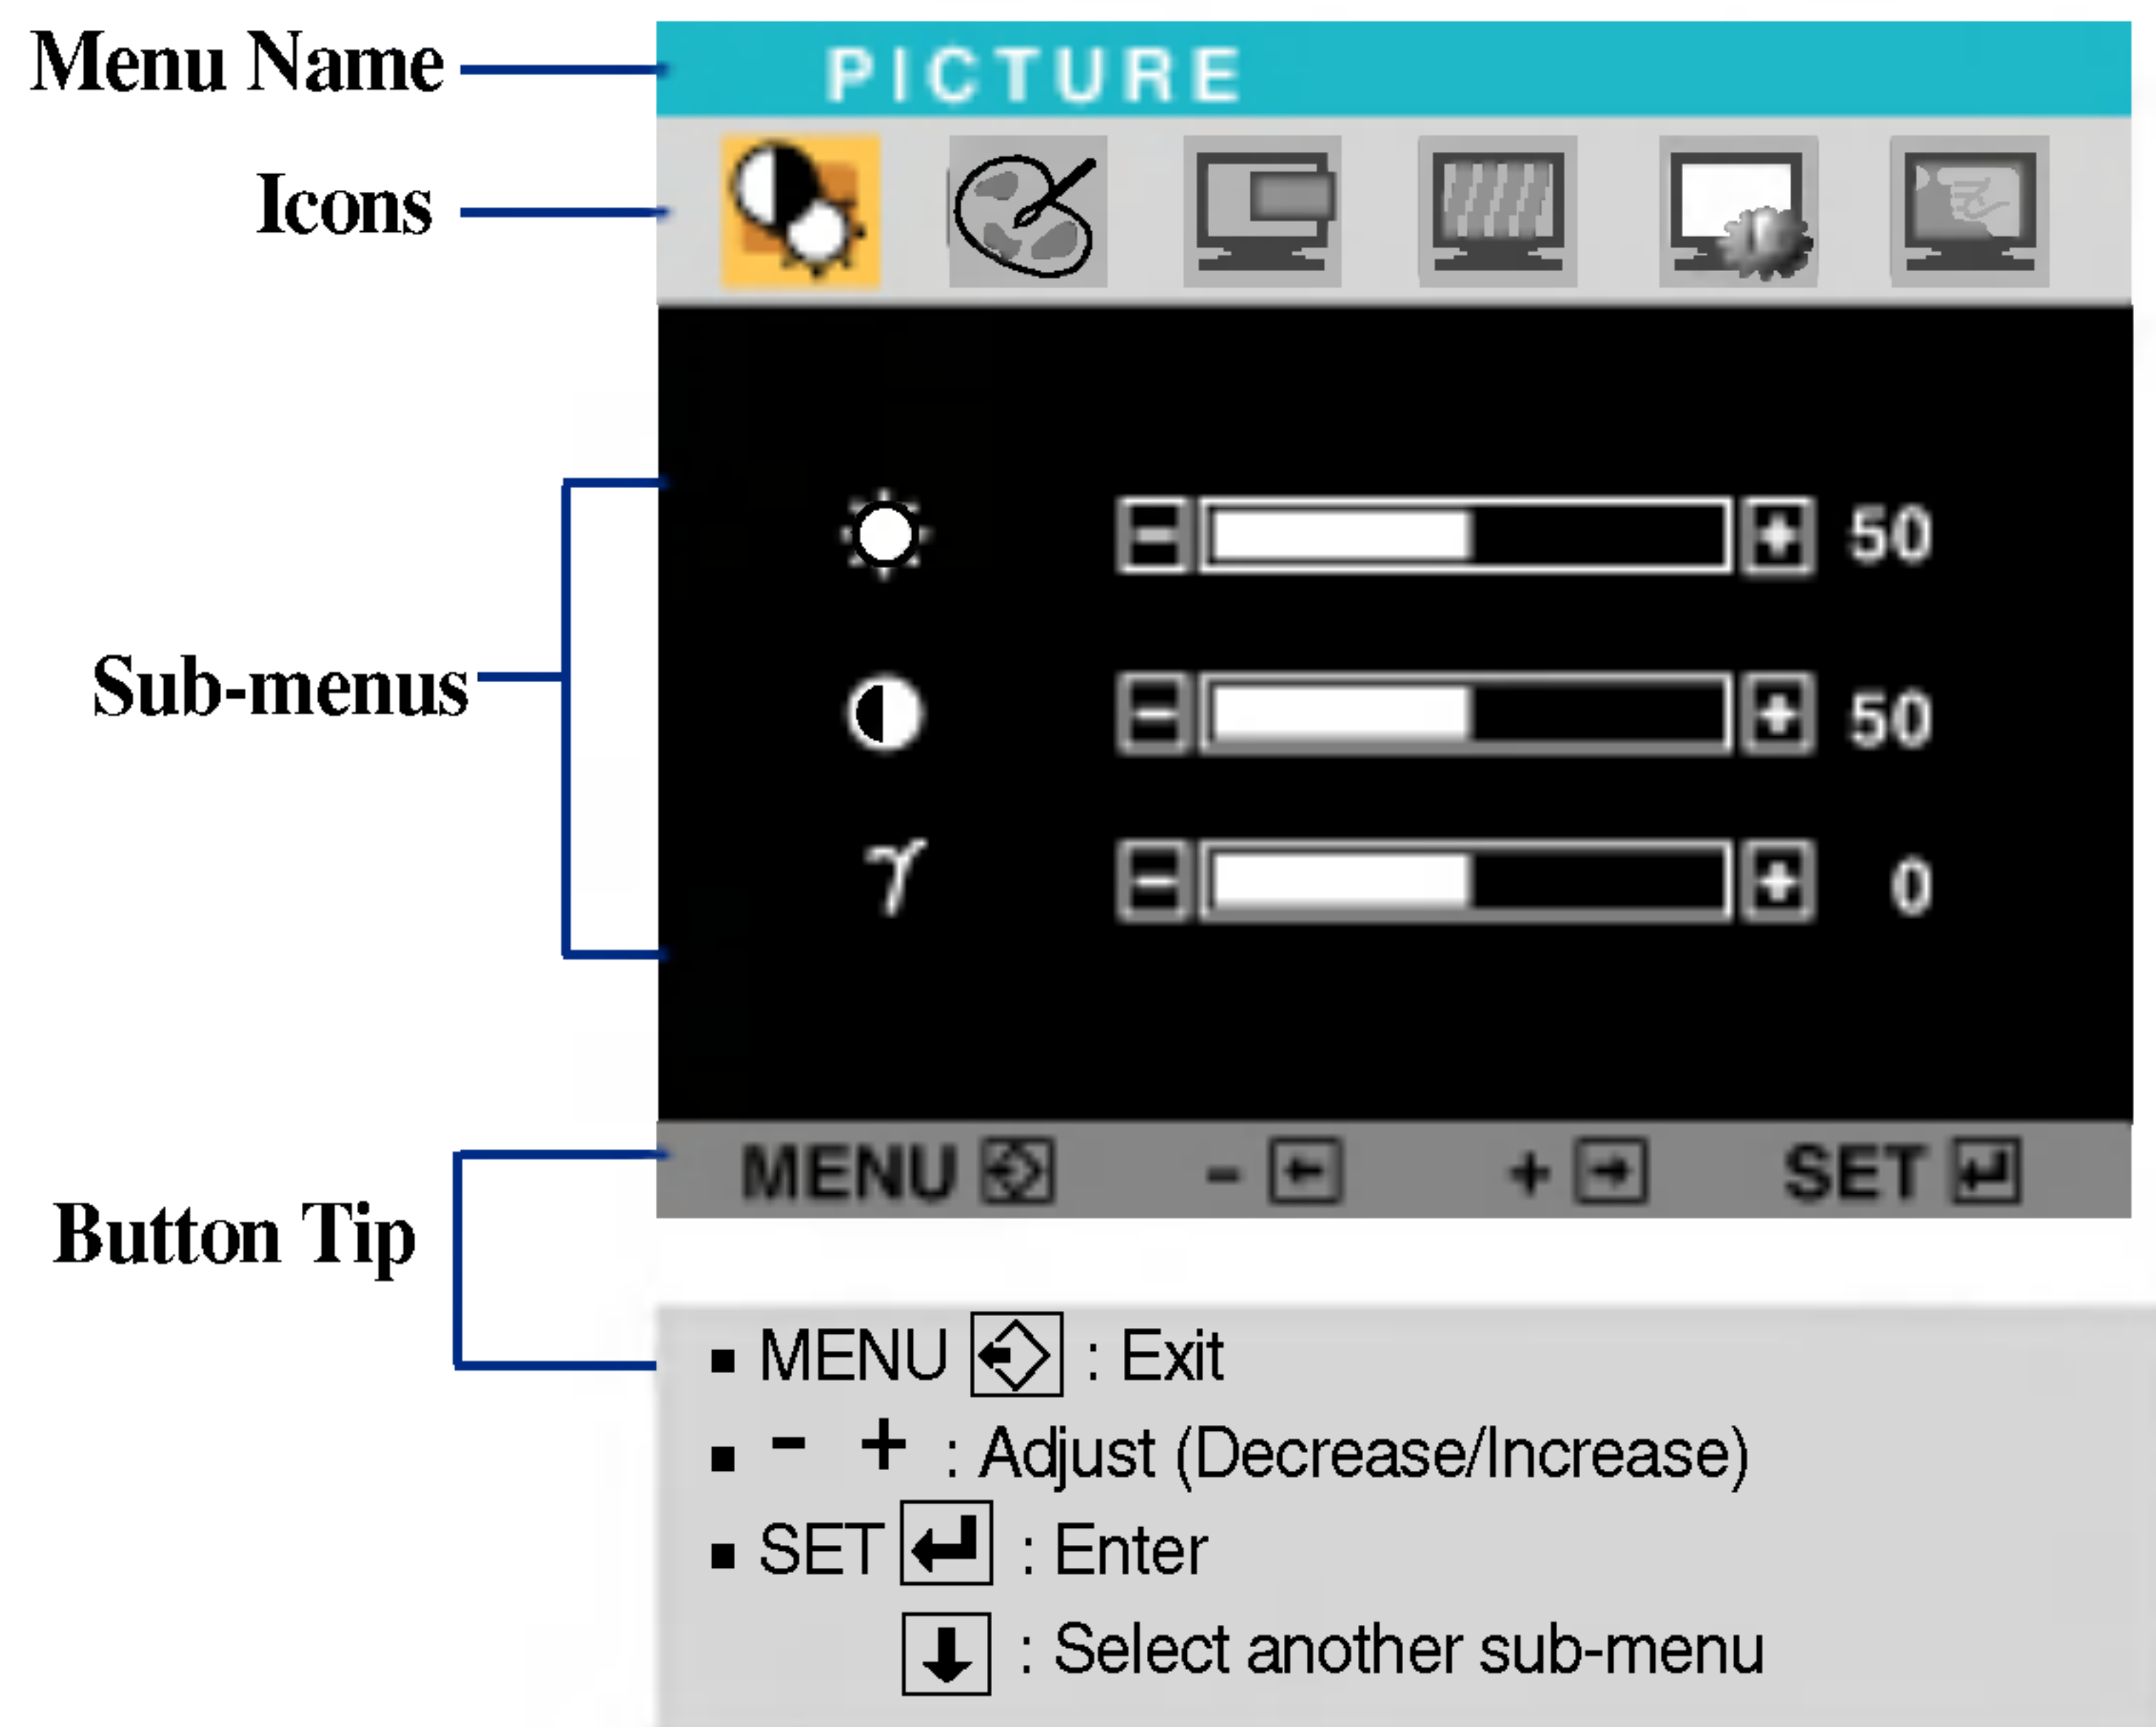 Menu Name
PICTURE
Icons
50
Sub-menus
50
γ
0
MENU - + SET
Button Tip
■ MENU : Exit
■ - + : Adjust (Decrease/Increase)
■ SET : Enter
: Select another sub-menu